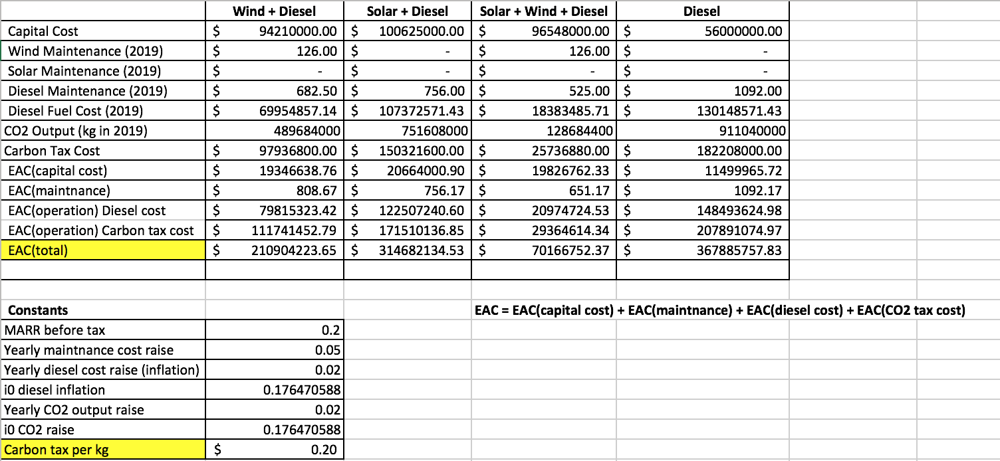 Wind + Diesel Solar + Diesel Solar + Wind + Diesel Diesel
Capital Cost $ 94210000.00 $ 100625000.00 $ 96548000.00 $ 56000000.00
Wind Maintenance (2019) $ 126.00 $ - $ 126.00 $ -
Solar Maintenance (2019) $ - $ - $ - $ -
Diesel Maintenance (2019) $ 682.50 $ 756.00 $ 525.00 $ 1092.00
Diesel Fuel Cost (2019) $ 69954857.14 $ 107372571.43 $ 18383485.71 $ 130148571.43
CO2 Output (kg in 2019) 489684000 751608000 128684400 911040000
Carbon Tax Cost $ 97936800.00 $ 150321600.00 $ 25736880.00 $ 182208000.00
EAC(capital cost) $ 19346638.76 $ 20664000.90 $ 19826762.33 $ 11499965.72
EAC(maintnance) $ 808.67 $ 756.17 $ 651.17 $ 1092.17
EAC(operation) Diesel cost $ 79815323.42 $ 122507240.60 $ 20974724.53 $ 148493624.98
EAC(operation) Carbon tax cost $ 111741452.79 $ 171510136.85 $ 29364614.34 $ 207891074.97
EAC(total) $ 210904223.65 $ 314682134.53 $ 70166752.37 $ 367885757.83
Constants EAC = EAC(capital cost) + EAC(maintnance) + EAC(diesel cost) + EAC(CO2 tax cost)
MARR before tax 0.2
Yearly maintnance cost raise 0.05
Yearly diesel cost raise (inflation) 0.02
i0 diesel inflation 0.176470588
Yearly CO2 output raise 0.02
i0 CO2 raise 0.176470588
Carbon tax per kg $ 0.20